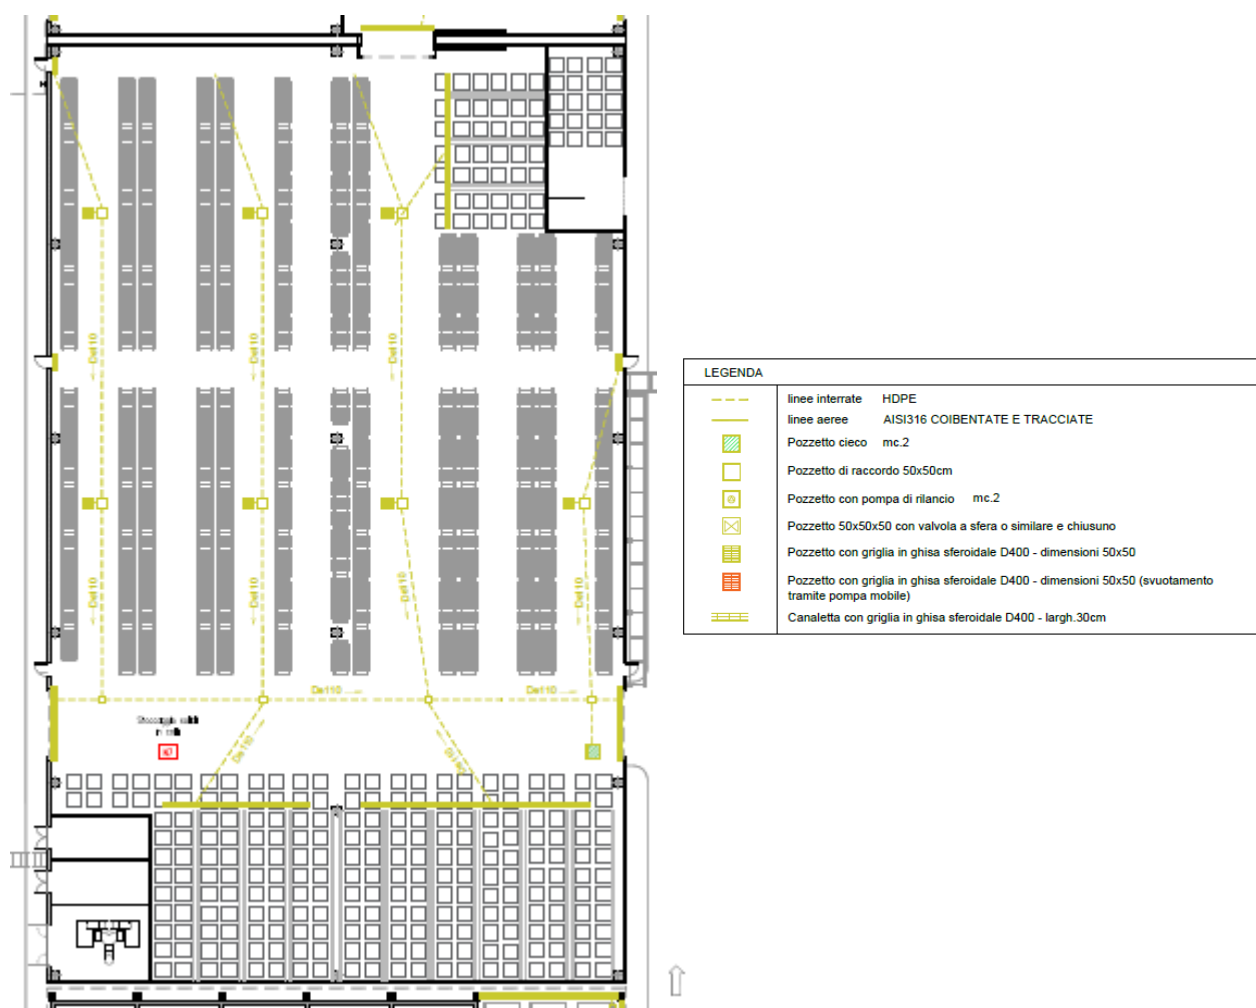 De110
De110
De110
LEGENDA
linee interrate HDPE
linee aeree AISI316 COIBENTATE E TRACCIATE
Pozzetto cieco mc.2
Pozzetto di raccordo 50x50cm
Pozzetto con pompa di rilancio mc.2
Pozzetto 50x50x50 con valvola a sfera o similare e chiusuno
Pozzetto con griglia in ghisa sferoidale D400 - dimensioni 50x50
Pozzetto con griglia in ghisa sferoidale D400 - dimensioni 50x50 (svuotamento
tramite pompa mobile)
Canaletta con griglia in ghisa sferoidale D400 - largh.30cm
De110
De110
De110
De110
De110
De110
De110